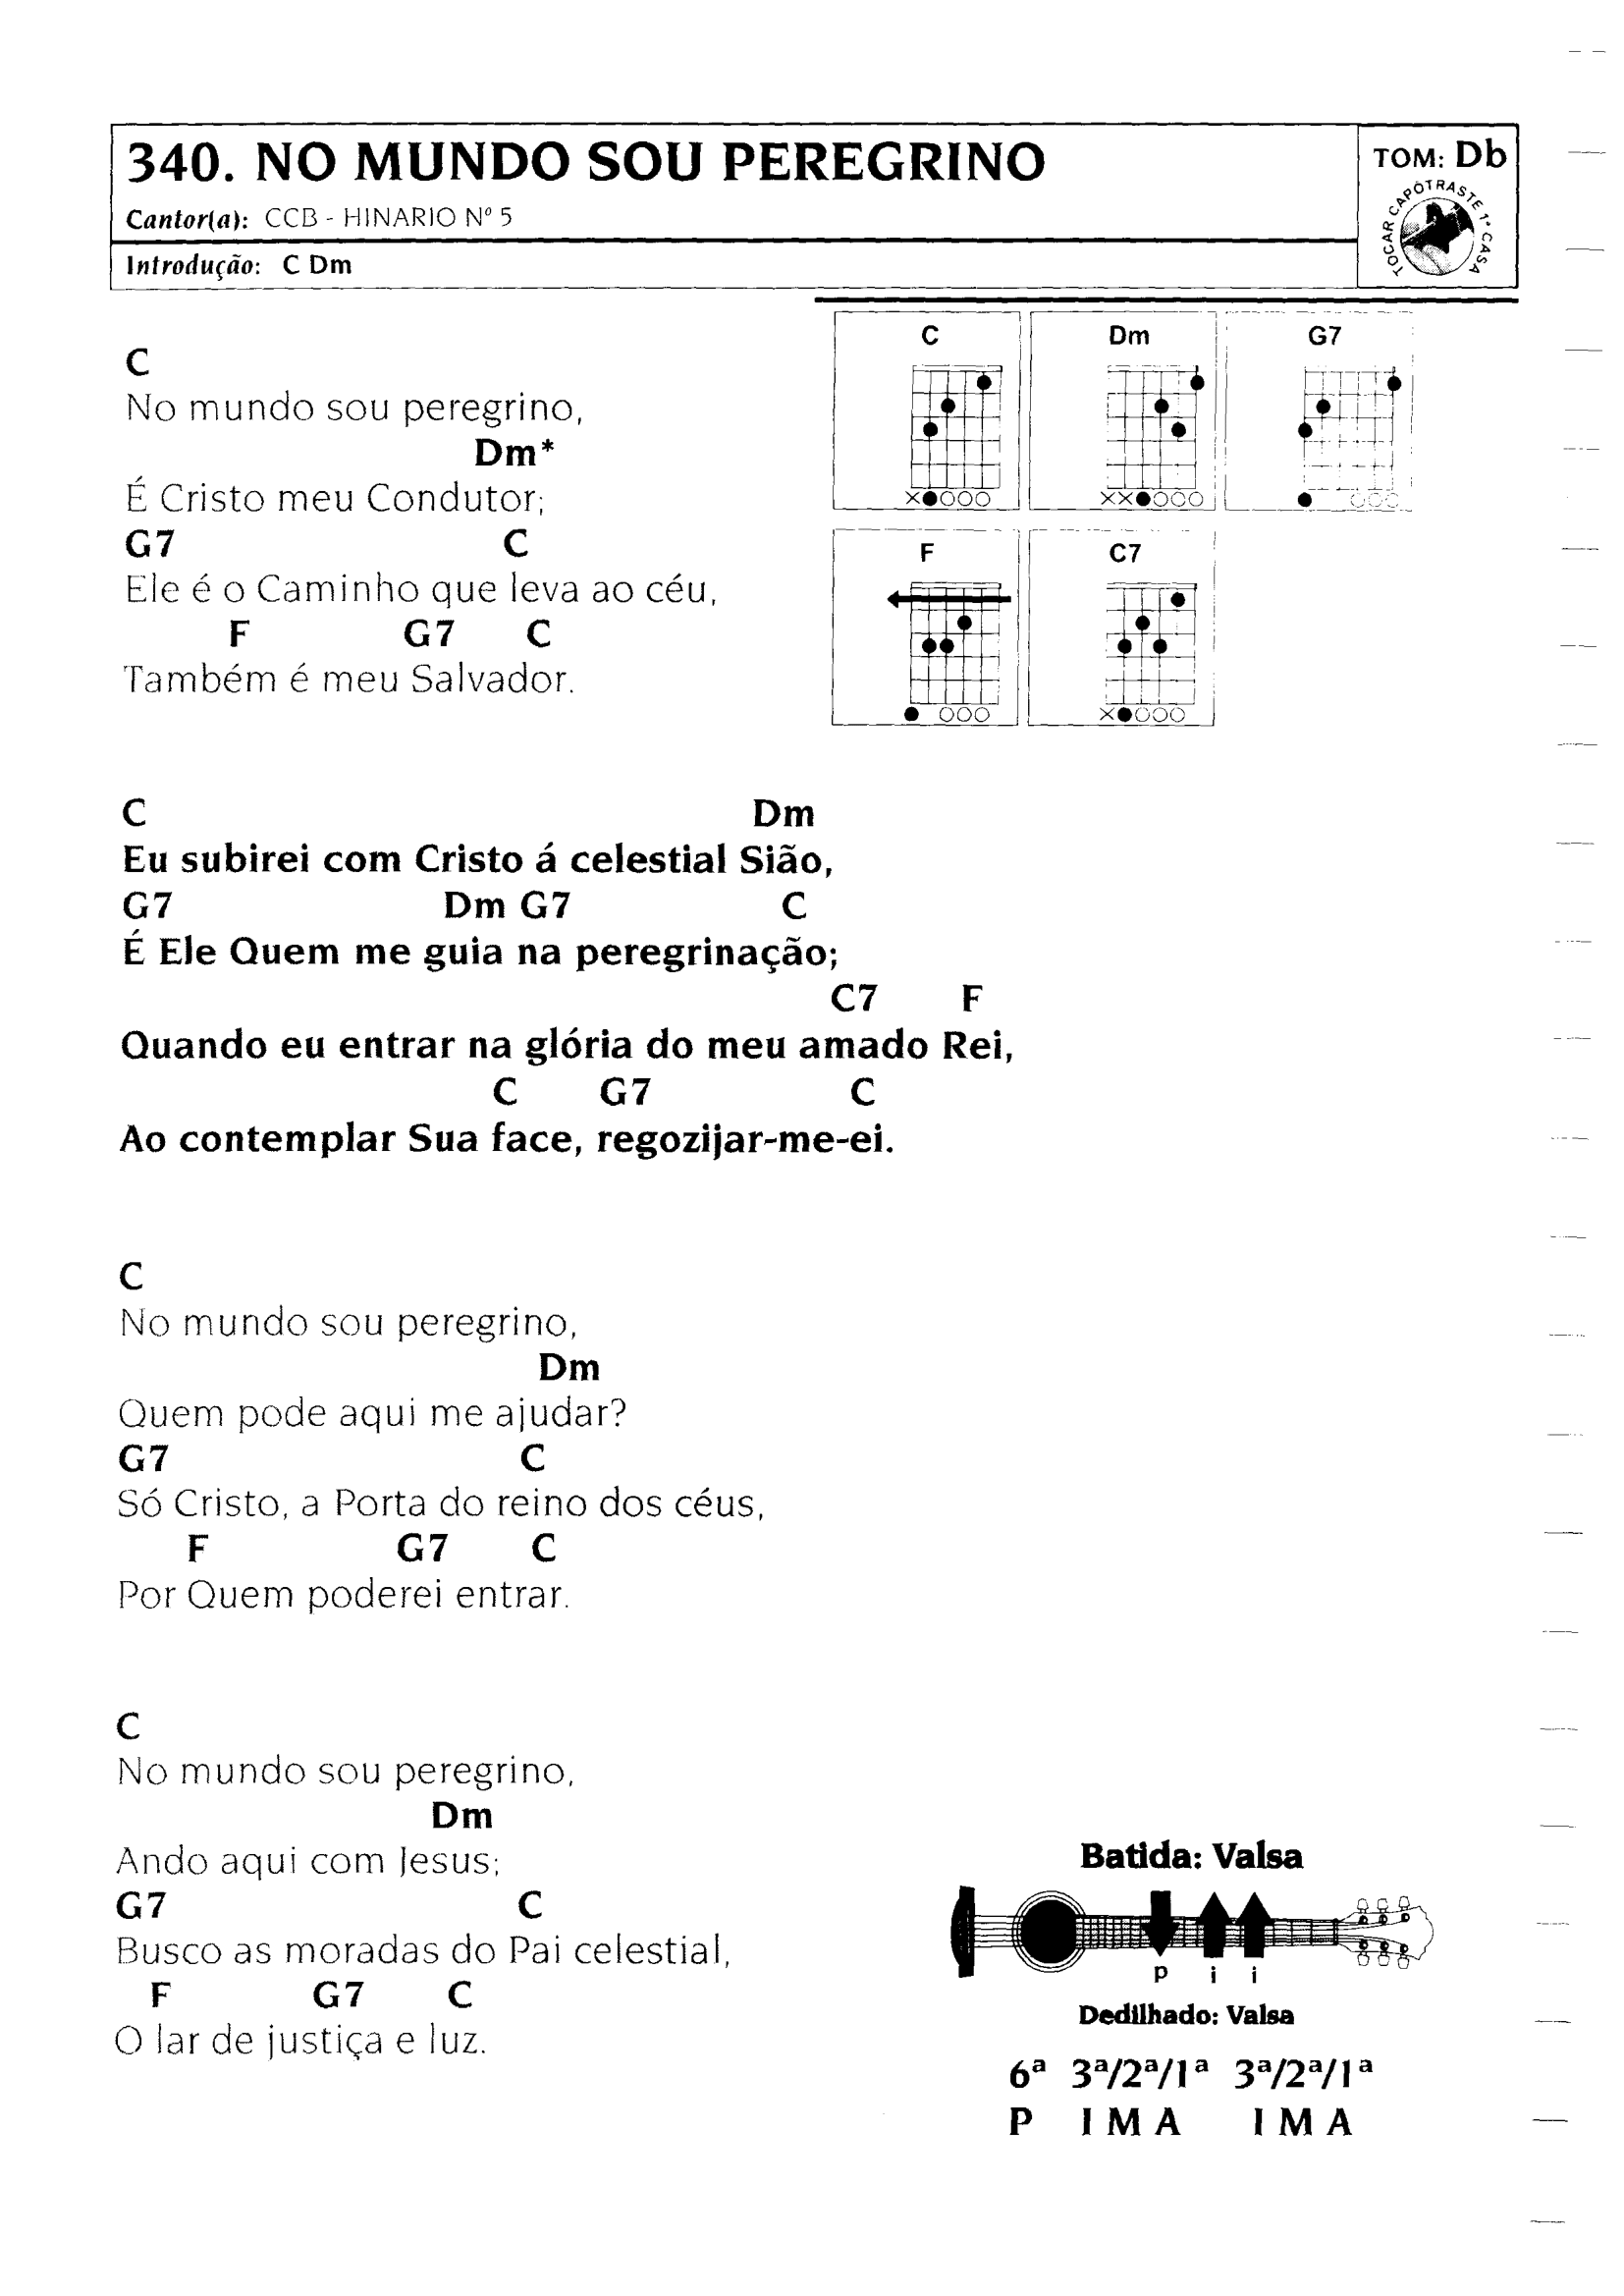 340. NO MUNDO SOU PEREGRINO
Cantor(a): CCB - HINARIO Nº 5
Introdução: C Dm
TOM: Db
TOCAR CAPÓTRASTE 1ª CASA
C
No mundo sou peregrino,
Dm*
É Cristo meu Condutor;
G7 C
Ele é o Caminho que leva ao céu,
F G7 C
Também é meu Salvador.
C Dm G7
X
XX
F C7
X
C Dm
Eu subirei com Cristo á celestial Sião,
G7 Dm G7 C
É Ele Quem me guia na peregrinação;
C7 F
Quando eu entrar na glória do meu amado Rei,
C G7 C
Ao contemplar Sua face, regozijar-me-ei.
C
No mundo sou peregrino,
Dm
Quem pode aqui me ajudar?
G7 C
Só Cristo, a Porta do reino dos céus,
F G7 C
Por Quem poderei entrar.
C
No mundo sou peregrino,
Dm
Ando aqui com Jesus;
G7 C
Busco as moradas do Pai celestial,
F G7 C
O lar de justiça e luz.
Batida: Valsa
p i i
Dedilhado: Valsa
6ª 3ª/2ª/1ª 3ª/2ª/1ª
P I M A I M A